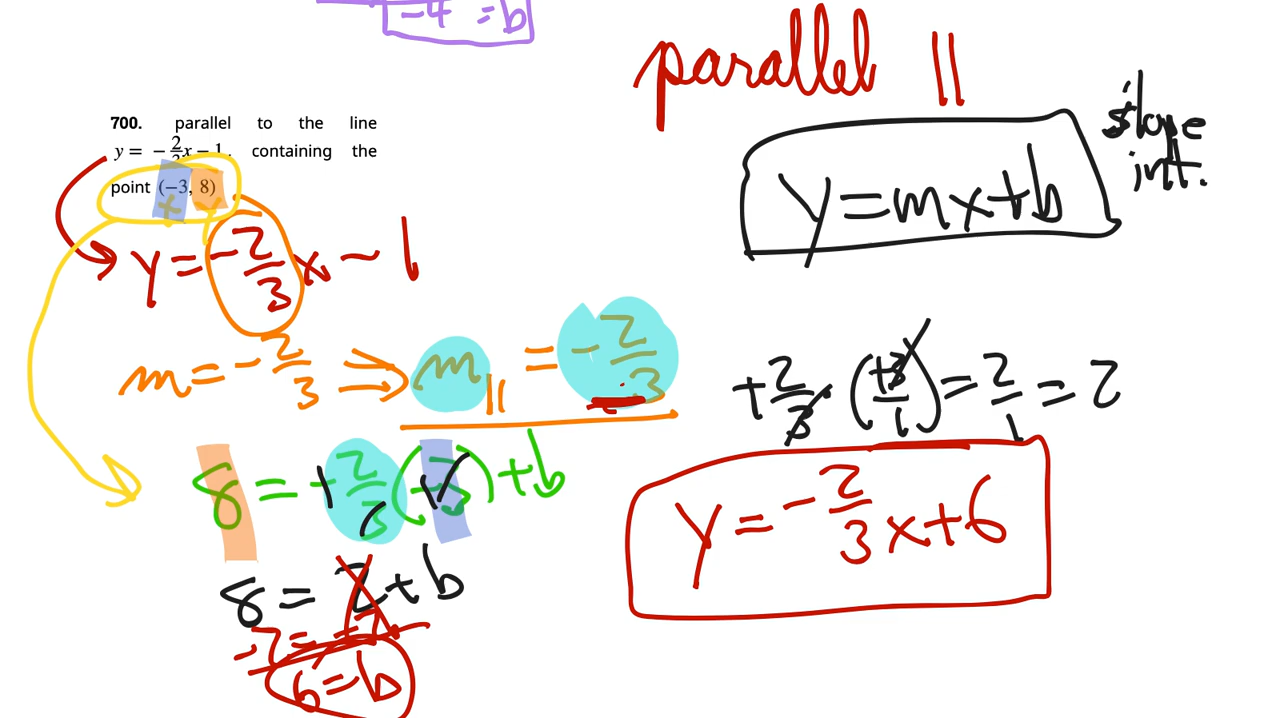 -4 = b
parallel ||
700. parallel to the line
y = -2/3x - 1, containing the
point (-3, 8)
x y
y = mx + b
slope
int.
y = -2/3 x - 1
m = -2/3 ⇒ m|| = -2/3
+2/3 · (+3/1) = 2/1 = 2
8 = -2/3 (-3) + b
y = -2/3 x + 6
8 = 2 + b
-2 = -2
6 = b